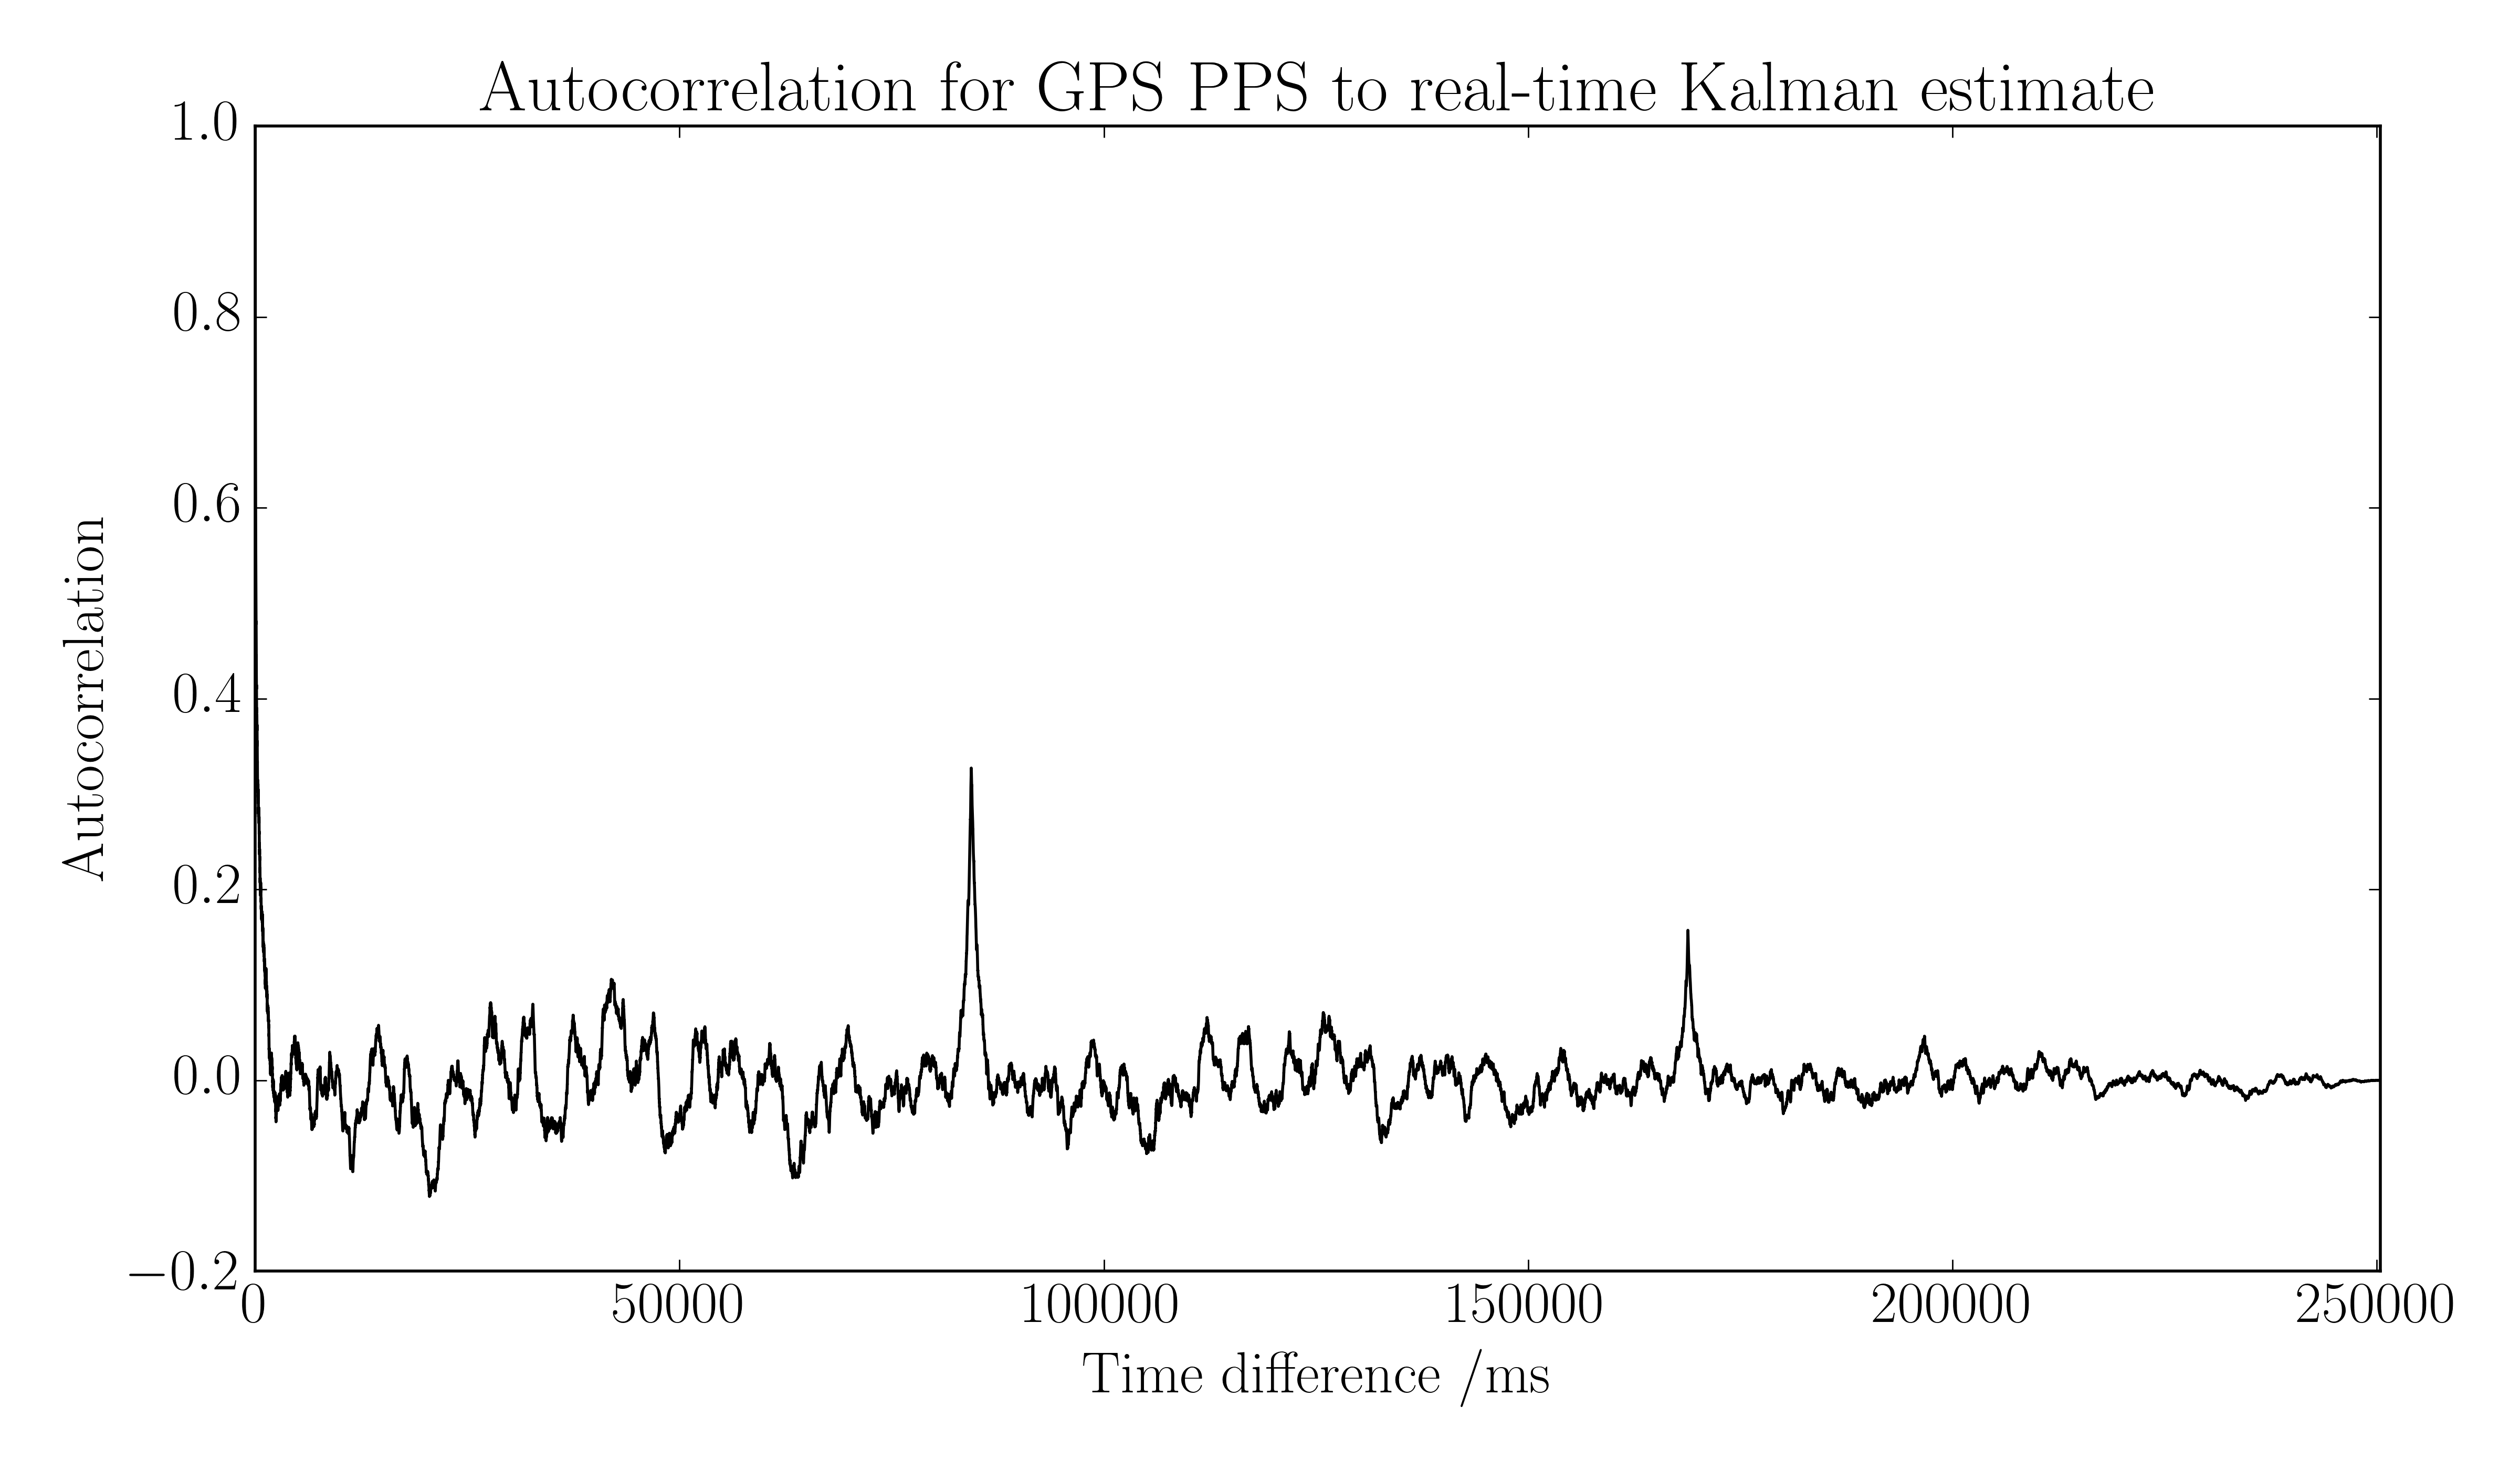 Autocorrelation for GPS PPS to real-time Kalman estimate
1.0
0.8
0.6
0.4
0.2
0.0
−0.2
Autocorrelation
0 50000 100000 150000 200000 250000
Time difference /ms